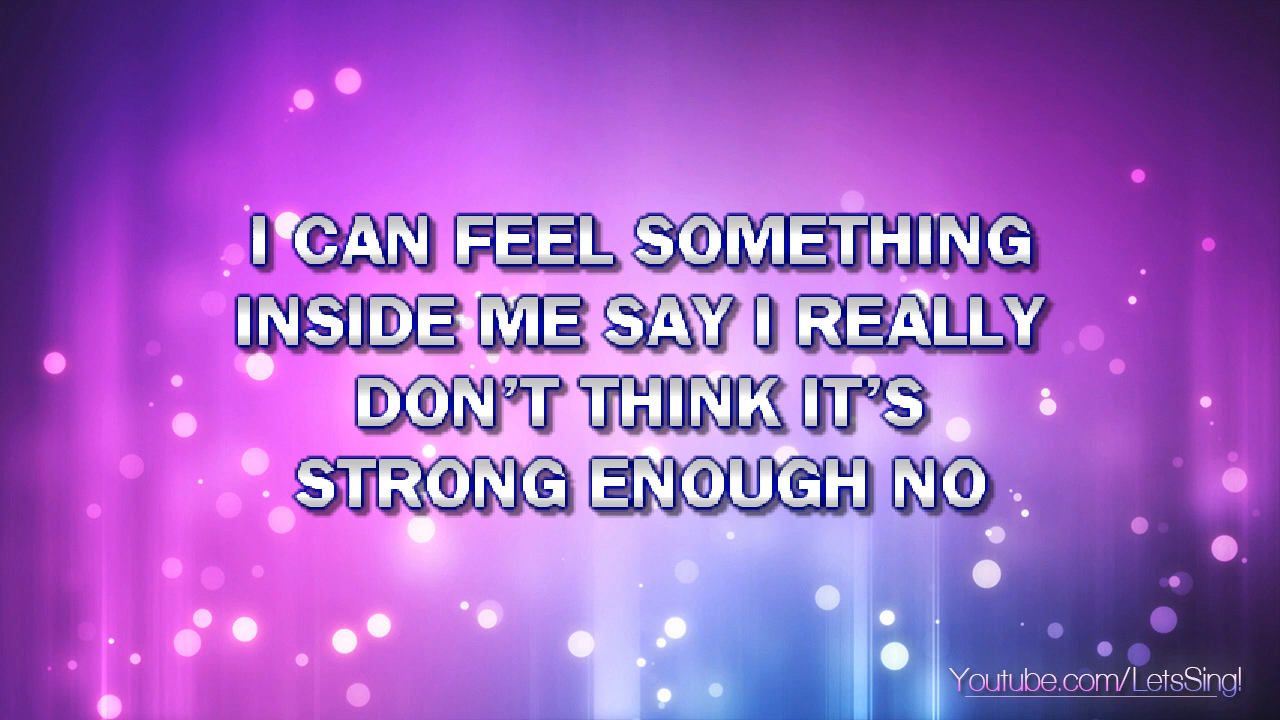 I CAN FEEL SOMETHING
INSIDE ME SAY I REALLY
DON'T THINK IT'S
STRONG ENOUGH NO
Youtube.com/LetsSing!